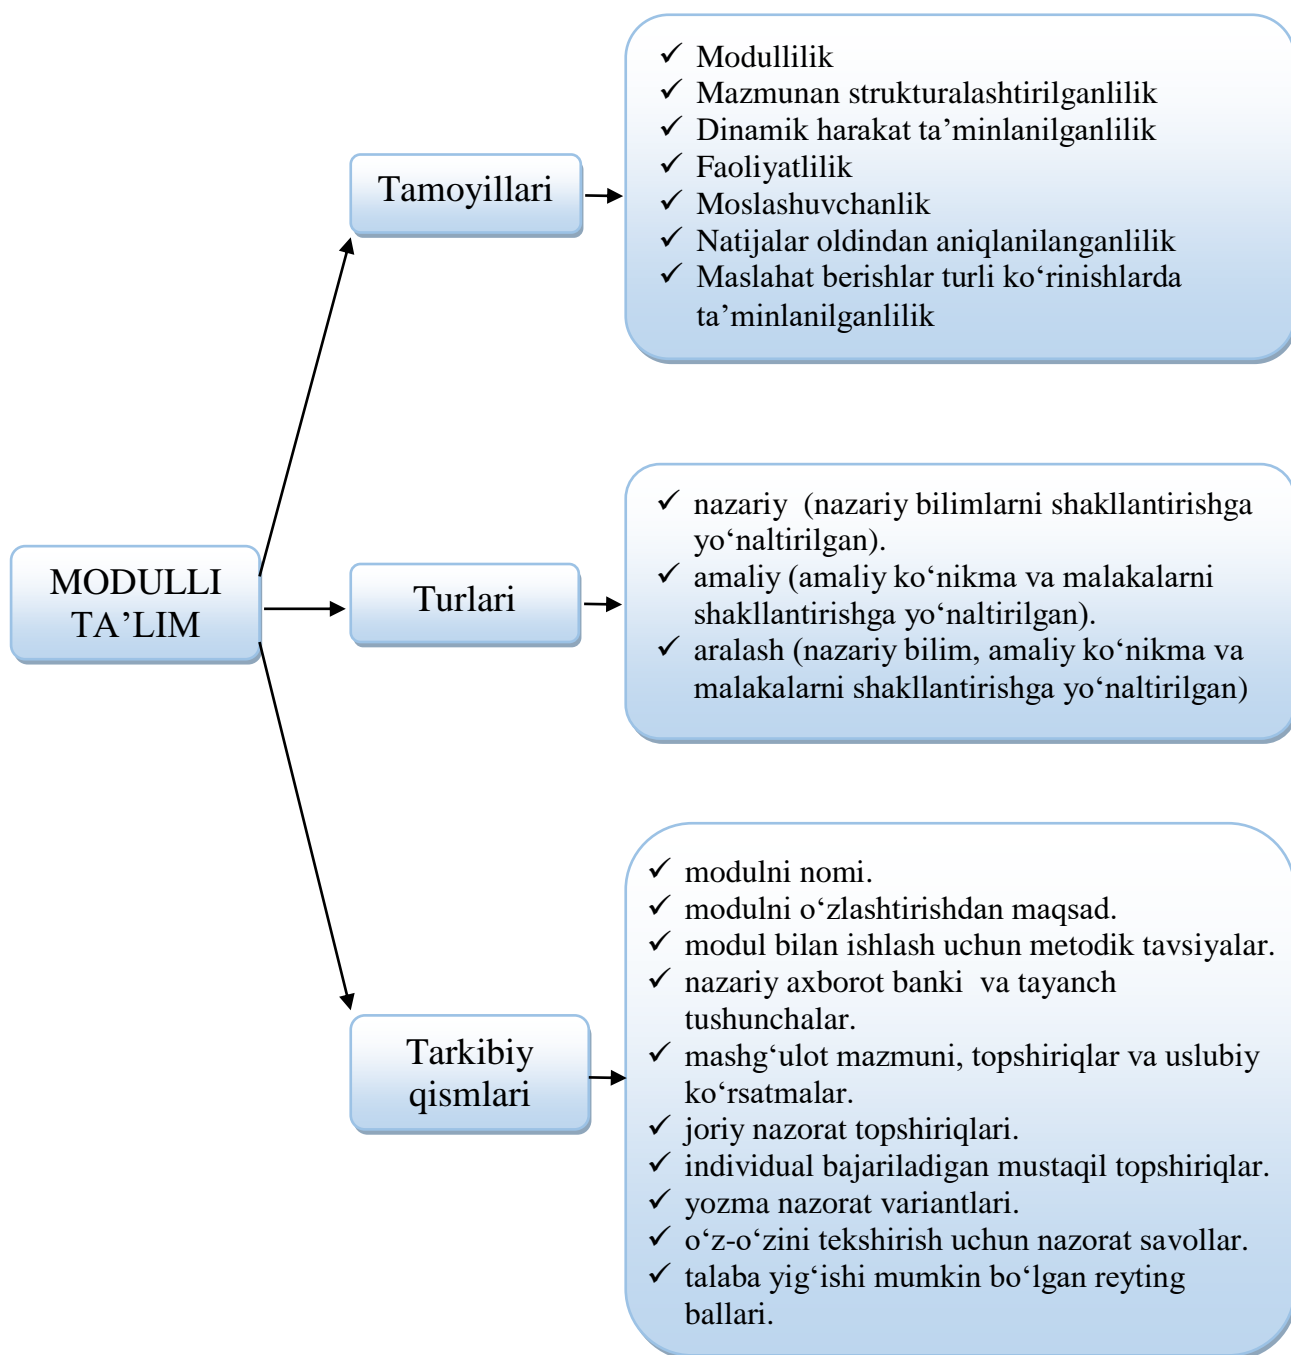 MODULLI
TA’LIM
Tamoyillari
✓ Modullilik
✓ Mazmunan strukturalashtirilganlilik
✓ Dinamik harakat ta’minlanilganlilik
✓ Faoliyatlilik
✓ Moslashuvchanlik
✓ Natijalar oldindan aniqlanilanganlilik
✓ Maslahat berishlar turli ko‘rinishlarda
ta’minlanilganlilik
Turlari
✓ nazariy (nazariy bilimlarni shakllantirishga
yo‘naltirilgan).
✓ amaliy (amaliy ko‘nikma va malakalarni
shakllantirishga yo‘naltirilgan).
✓ aralash (nazariy bilim, amaliy ko‘nikma va
malakalarni shakllantirishga yo‘naltirilgan)
Tarkibiy
qismlari
✓ modulni nomi.
✓ modulni o‘zlashtirishdan maqsad.
✓ modul bilan ishlash uchun metodik tavsiyalar.
✓ nazariy axborot banki va tayanch
tushunchalar.
✓ mashg‘ulot mazmuni, topshiriqlar va uslubiy
ko‘rsatmalar.
✓ joriy nazorat topshiriqlari.
✓ individual bajariladigan mustaqil topshiriqlar.
✓ yozma nazorat variantlari.
✓ o‘z-o‘zini tekshirish uchun nazorat savollar.
✓ talaba yig‘ishi mumkin bo‘lgan reyting
ballari.